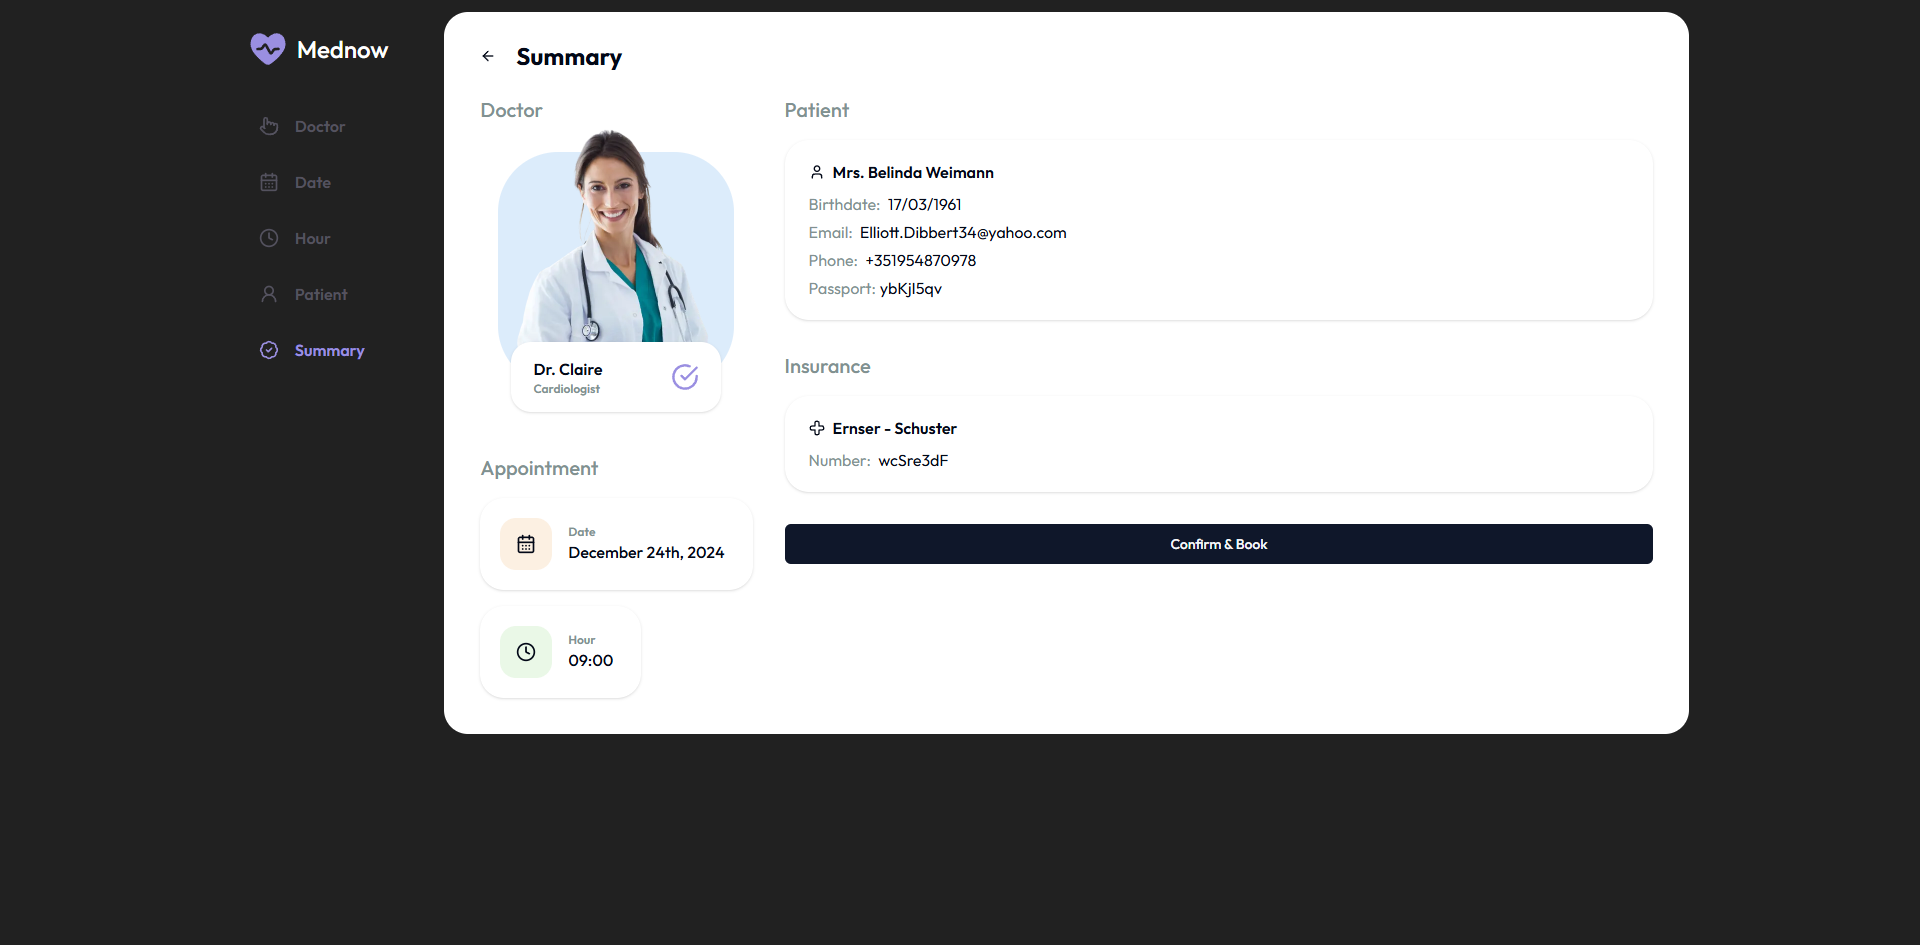 Mednow
Doctor
Date
Hour
Patient
Summary
Summary
Doctor
Dr. Claire
Cardiologist
Appointment
Date
December 24th, 2024
Hour
09:00
Patient
Mrs. Belinda Weimann
Birthdate: 17/03/1961
Email: Elliott.Dibbert34@yahoo.com
Phone: +351954870978
Passport: ybKjI5qv
Insurance
Ernser - Schuster
Number: wcSre3dF
Confirm & Book